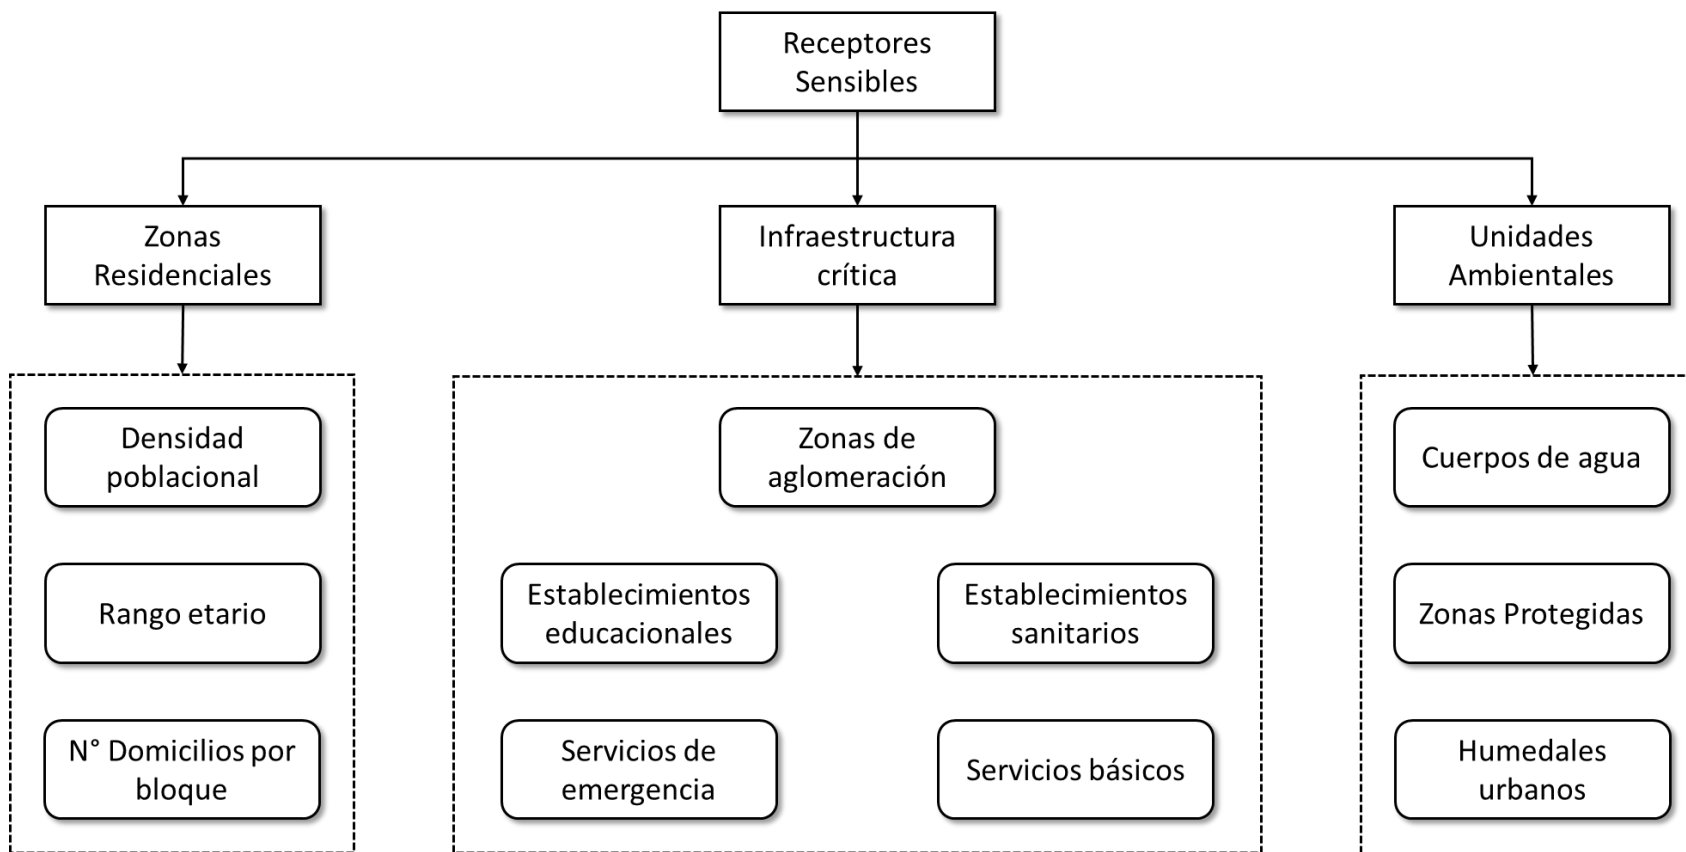 Receptores
Sensibles
Zonas
Residenciales
Infraestructura
crítica
Unidades
Ambientales
Densidad
poblacional
Rango etario
N° Domicilios por
bloque
Zonas de
aglomeración
Establecimientos
educacionales
Establecimientos
sanitarios
Servicios de
emergencia
Servicios básicos
Cuerpos de agua
Zonas Protegidas
Humedales
urbanos